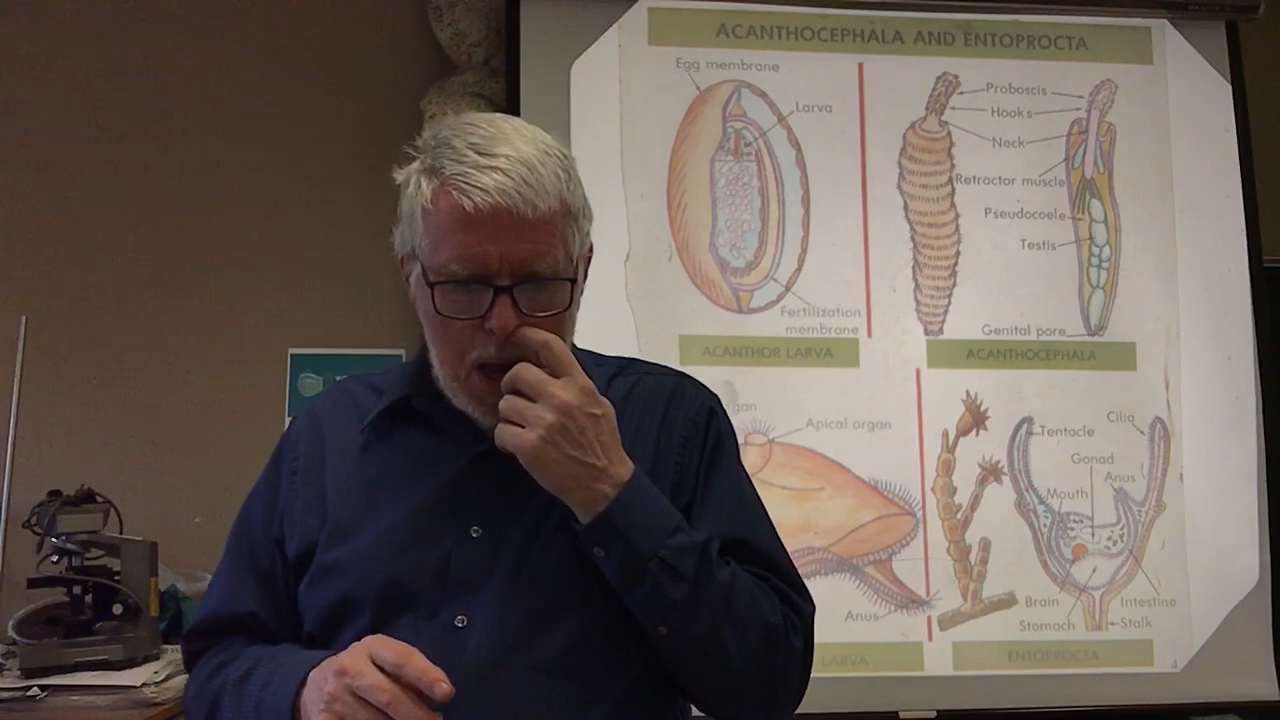 ACANTHOCEPHALA AND ENTOPROCTA
Egg membrane
Larva
Fertilization
membrane
ACANTHOR LARVA
Proboscis
Hooks
Neck
Retractor muscle
Pseudocoele
Testis
Genital pore
ACANTHOCEPHALA
gan
Apical organ
Anus
LARVA
Cilia
Tentacle
Gonad
Anus
Mouth
Brain
Intestine
Stomach
Stalk
ENTOPROCTA
4